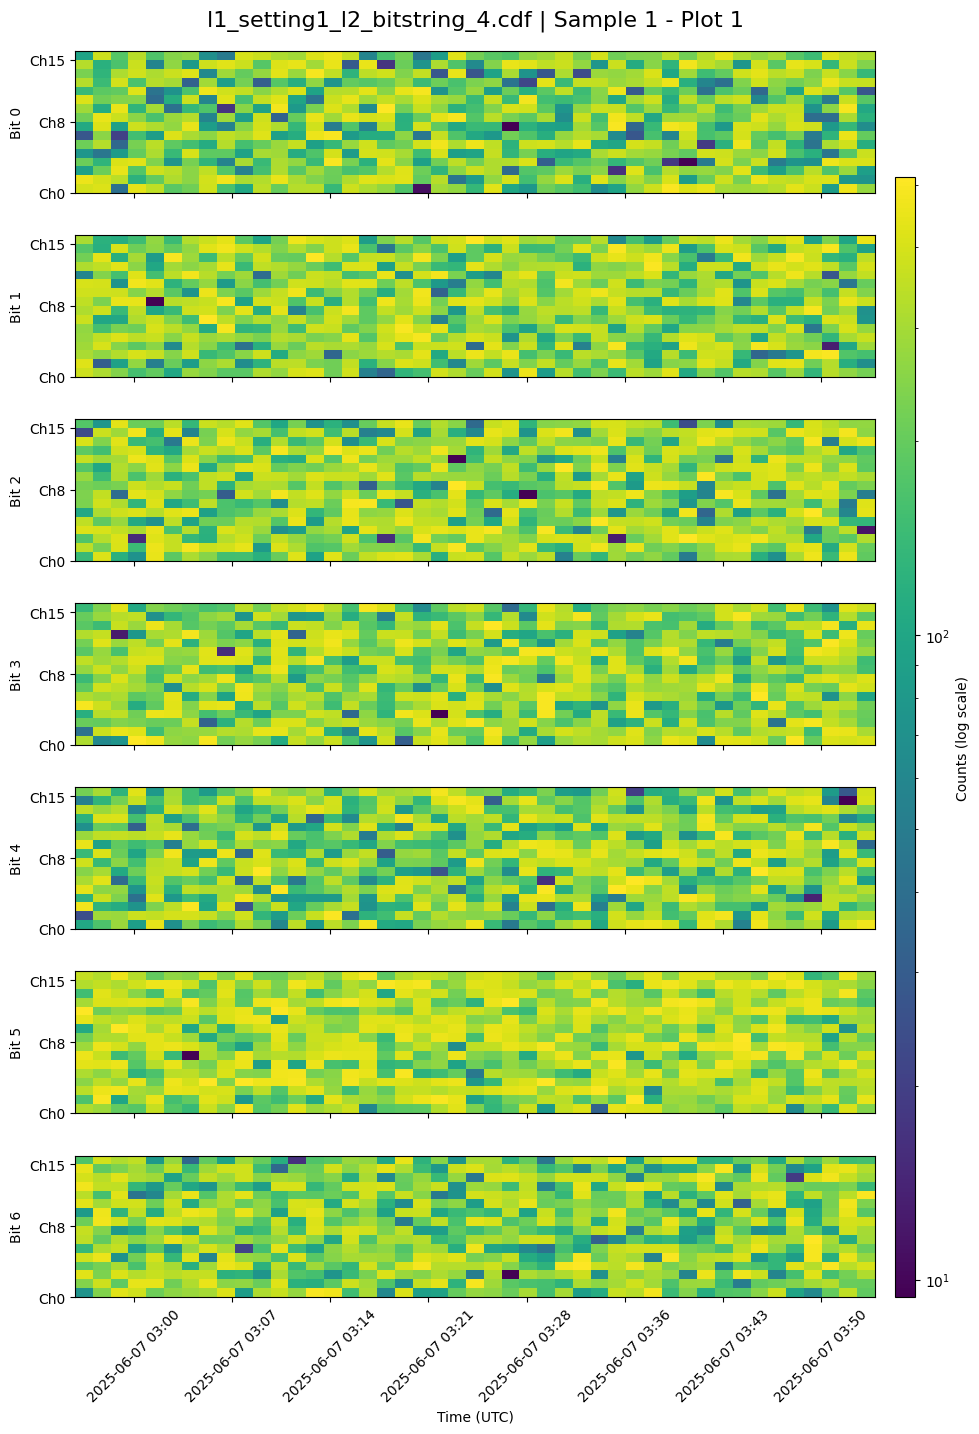 l1_setting1_l2_bitstring_4.cdf | Sample 1 - Plot 1
Bit 0
Ch15
Ch8
Ch0
Bit 1
Ch15
Ch8
Ch0
Bit 2
Ch15
Ch8
Ch0
Bit 3
Ch15
Ch8
Ch0
Bit 4
Ch15
Ch8
Ch0
Bit 5
Ch15
Ch8
Ch0
Bit 6
Ch15
Ch8
Ch0
2025-06-07 03:00
2025-06-07 03:07
2025-06-07 03:14
2025-06-07 03:21
2025-06-07 03:28
2025-06-07 03:36
2025-06-07 03:43
2025-06-07 03:50
Time (UTC)
10²
10¹
Counts (log scale)